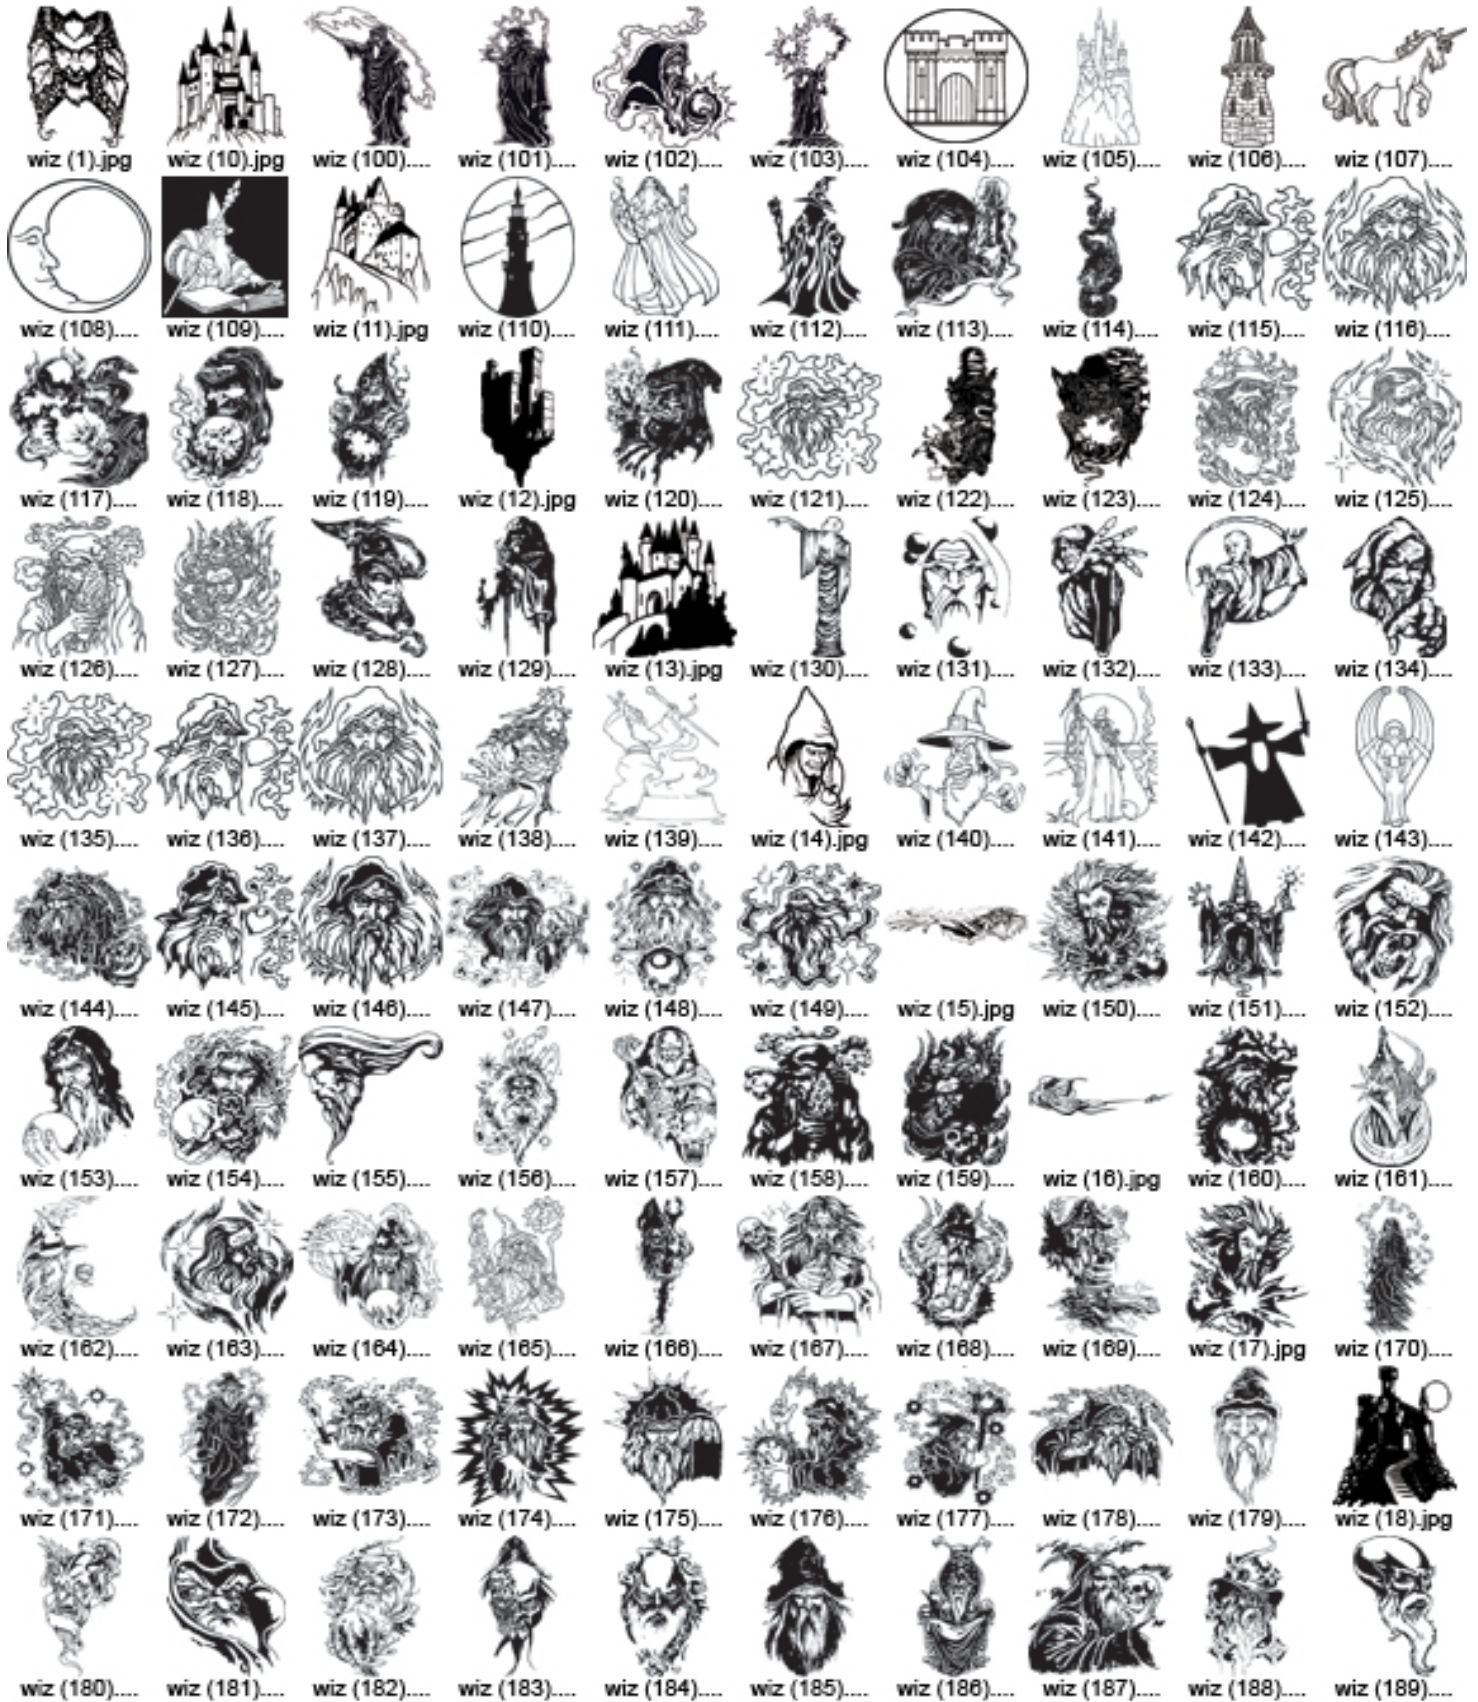 wiz (1).jpg wiz (10).jpg wiz (100).... wiz (101).... wiz (102).... wiz (103).... wiz (104).... wiz (105).... wiz (106).... wiz (107)....
wiz (108).... wiz (109).... wiz (11).jpg wiz (110).... wiz (111).... wiz (112).... wiz (113).... wiz (114).... wiz (115).... wiz (116)....
wiz (117).... wiz (118).... wiz (119).... wiz (12).jpg wiz (120).... wiz (121).... wiz (122).... wiz (123).... wiz (124).... wiz (125)....
wiz (126).... wiz (127).... wiz (128).... wiz (129).... wiz (13).jpg wiz (130).... wiz (131).... wiz (132).... wiz (133).... wiz (134)....
wiz (135).... wiz (136).... wiz (137).... wiz (138).... wiz (139).... wiz (14).jpg wiz (140).... wiz (141).... wiz (142).... wiz (143)....
wiz (144).... wiz (145).... wiz (146).... wiz (147).... wiz (148).... wiz (149).... wiz (15).jpg wiz (150).... wiz (151).... wiz (152)....
wiz (153).... wiz (154).... wiz (155).... wiz (156).... wiz (157).... wiz (158).... wiz (159).... wiz (16).jpg wiz (160).... wiz (161)....
wiz (162).... wiz (163).... wiz (164).... wiz (165).... wiz (166).... wiz (167).... wiz (168).... wiz (169).... wiz (17).jpg wiz (170)....
wiz (171).... wiz (172).... wiz (173).... wiz (174).... wiz (175).... wiz (176).... wiz (177).... wiz (178).... wiz (179).... wiz (18).jpg
wiz (180).... wiz (181).... wiz (182).... wiz (183).... wiz (184).... wiz (185).... wiz (186).... wiz (187).... wiz (188).... wiz (189)....